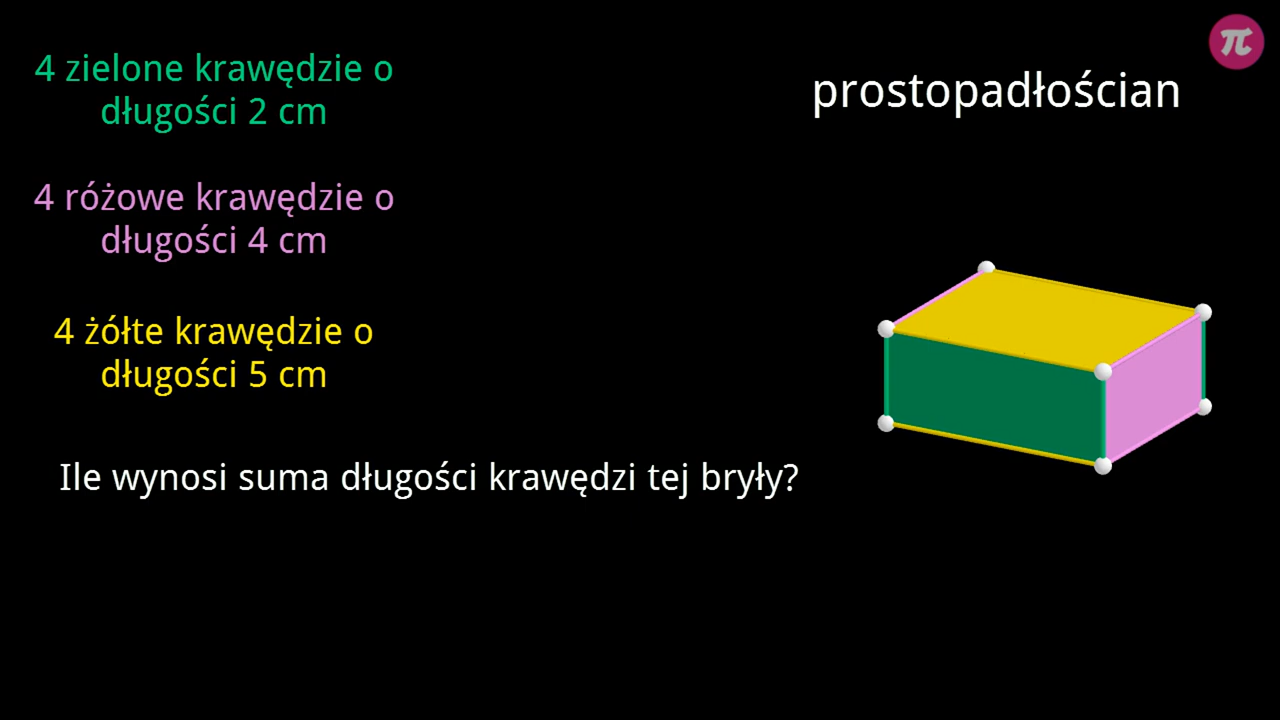 4 zielone krawędzie o
długości 2 cm
4 różowe krawędzie o
długości 4 cm
4 żółte krawędzie o
długości 5 cm
Ile wynosi suma długości krawędzi tej bryły?
prostopadłościan
π